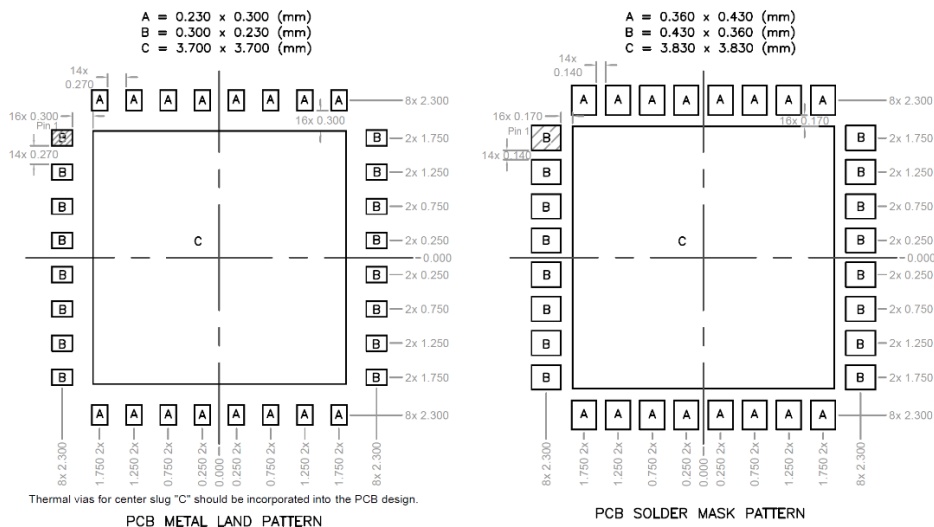 A = 0.230 x 0.300 (mm)
B = 0.300 x 0.230 (mm)
C = 3.700 x 3.700 (mm)
14x
0.270
A A A A A A A A
8x 2.300
16x 0.300
Pin 1
16x 0.300
B
B
2x 1.750
14x 0.270
B
B
2x 1.250
B
B
2x 0.750
B
C
B
2x 0.250
0.000
B
B
2x 0.250
B
B
2x 0.750
B
B
2x 1.250
B
B
2x 1.750
A A A A A A A A
8x 2.300
8x 2.300
1.750 2x
1.250 2x
0.750 2x
0.250 2x
0.000
0.250 2x
0.750 2x
1.250 2x
1.750 2x
8x 2.300
Thermal vias for center slug "C" should be incorporated into the PCB design.
PCB METAL LAND PATTERN
A = 0.360 x 0.430 (mm)
B = 0.430 x 0.360 (mm)
C = 3.830 x 3.830 (mm)
14x
0.140
A A A A A A A A
8x 2.300
16x 0.170
Pin 1
16x 0.170
B
B
2x 1.750
14x 0.140
B
B
2x 1.250
B
B
2x 0.750
B
C
B
2x 0.250
0.000
B
B
2x 0.250
B
B
2x 0.750
B
B
2x 1.250
B
B
2x 1.750
A A A A A A A A
8x 2.300
8x 2.300
1.750 2x
1.250 2x
0.750 2x
0.250 2x
0.000
0.250 2x
0.750 2x
1.250 2x
1.750 2x
8x 2.300
PCB SOLDER MASK PATTERN